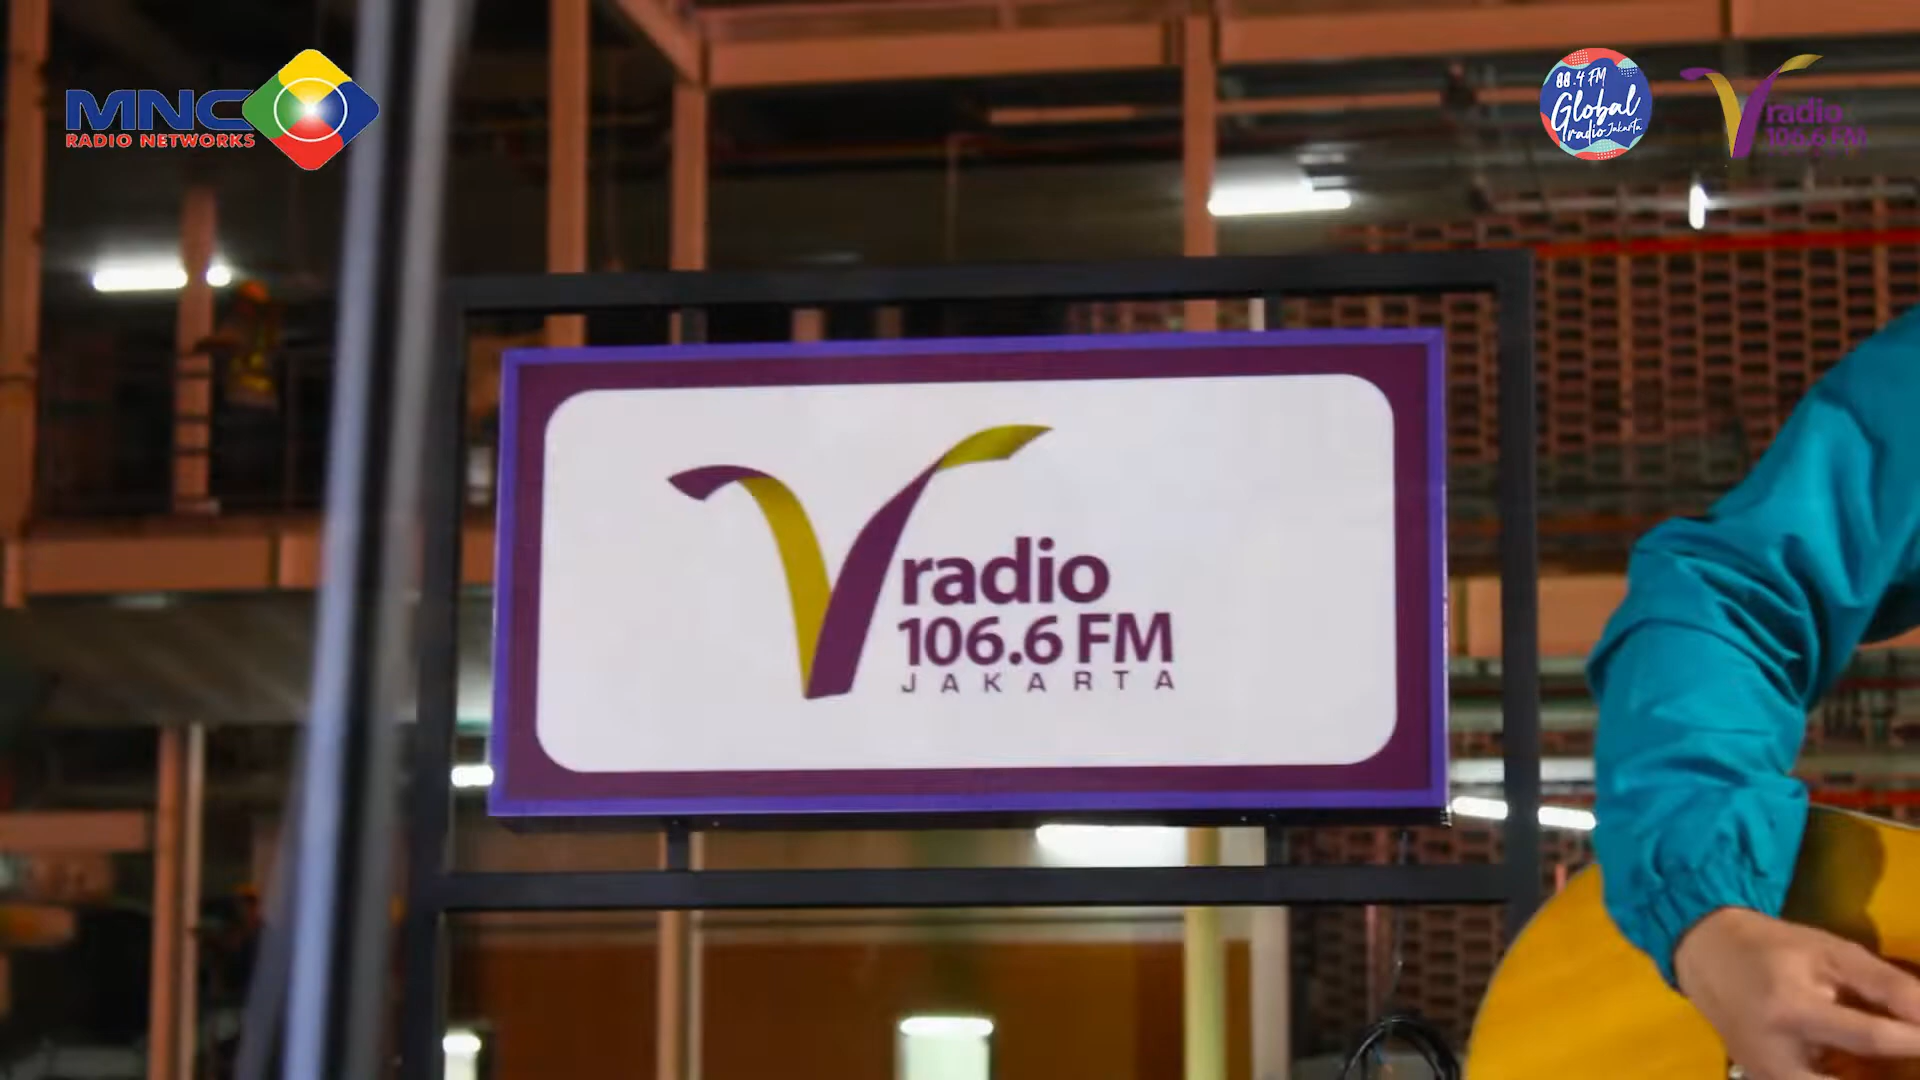 MNC
RADIO NETWORKS
88.4 FM
Global
radio Jakarta
radio
106.6 FM
radio
106.6 FM
JAKARTA